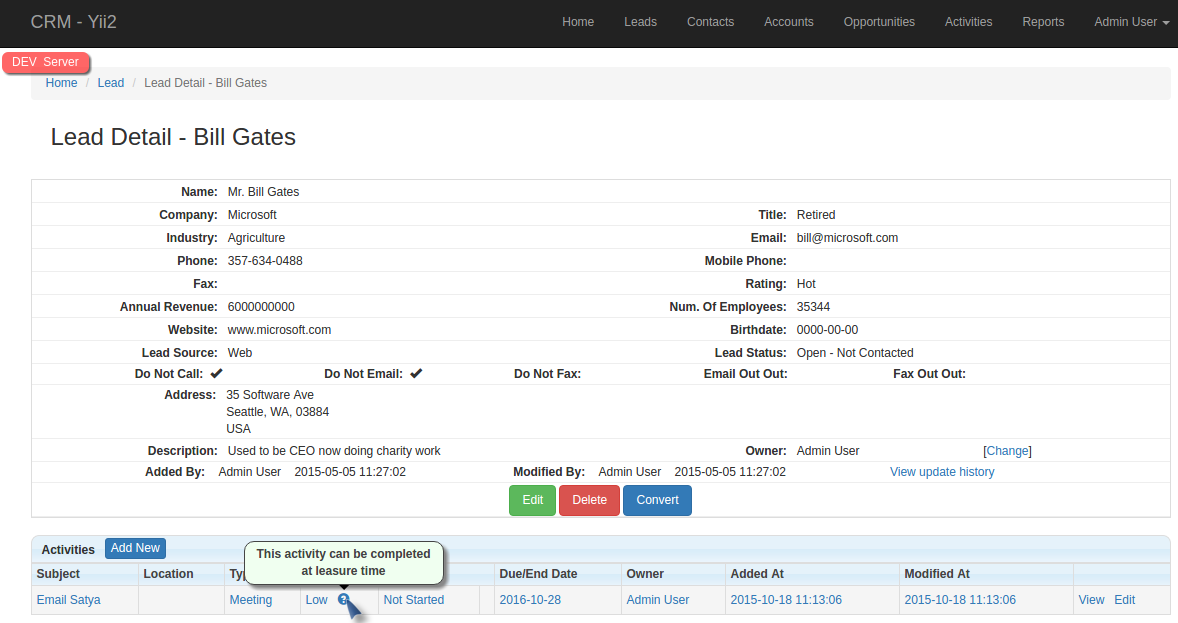 CRM - Yii2 Home Leads Contacts Accounts Opportunities Activities Reports Admin User
DEV Server
Home / Lead / Lead Detail - Bill Gates
Lead Detail - Bill Gates
Name: Mr. Bill Gates
Company: Microsoft Title: Retired
Industry: Agriculture Email: bill@microsoft.com
Phone: 357-634-0488 Mobile Phone:
Fax: Rating: Hot
Annual Revenue: 6000000000 Num. Of Employees: 35344
Website: www.microsoft.com Birthdate: 0000-00-00
Lead Source: Web Lead Status: Open - Not Contacted
Do Not Call: Do Not Email: Do Not Fax: Email Out Out: Fax Out Out:
Address: 35 Software Ave
Seattle, WA, 03884
USA
Description: Used to be CEO now doing charity work Owner: Admin User [Change]
Added By: Admin User 2015-05-05 11:27:02 Modified By: Admin User 2015-05-05 11:27:02 View update history
Edit Delete Convert
Activities Add New
This activity can be completed
at leasure time
Subject Location Due/End Date Owner Added At Modified At
Email Satya Meeting Low ? Not Started 2016-10-28 Admin User 2015-10-18 11:13:06 2015-10-18 11:13:06 View Edit